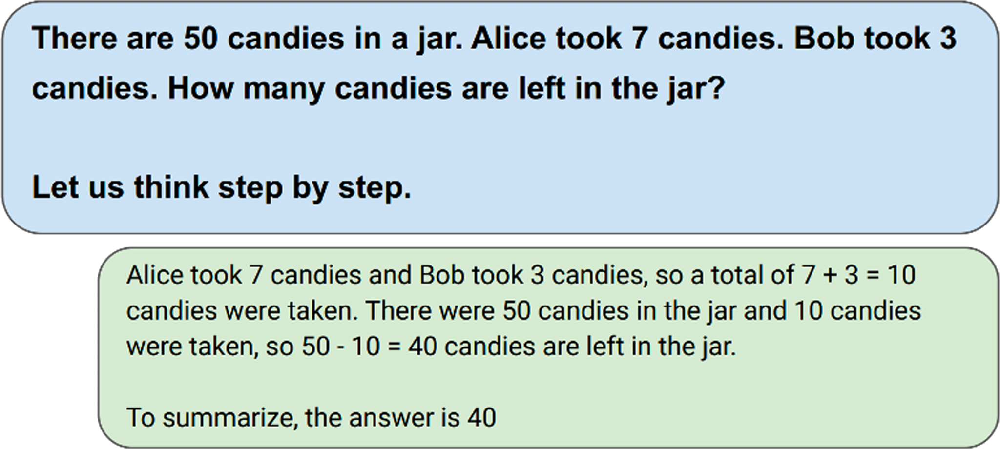 There are 50 candies in a jar. Alice took 7 candies. Bob took 3
candies. How many candies are left in the jar?
Let us think step by step.
Alice took 7 candies and Bob took 3 candies, so a total of 7 + 3 = 10
candies were taken. There were 50 candies in the jar and 10 candies
were taken, so 50 - 10 = 40 candies are left in the jar.
To summarize, the answer is 40